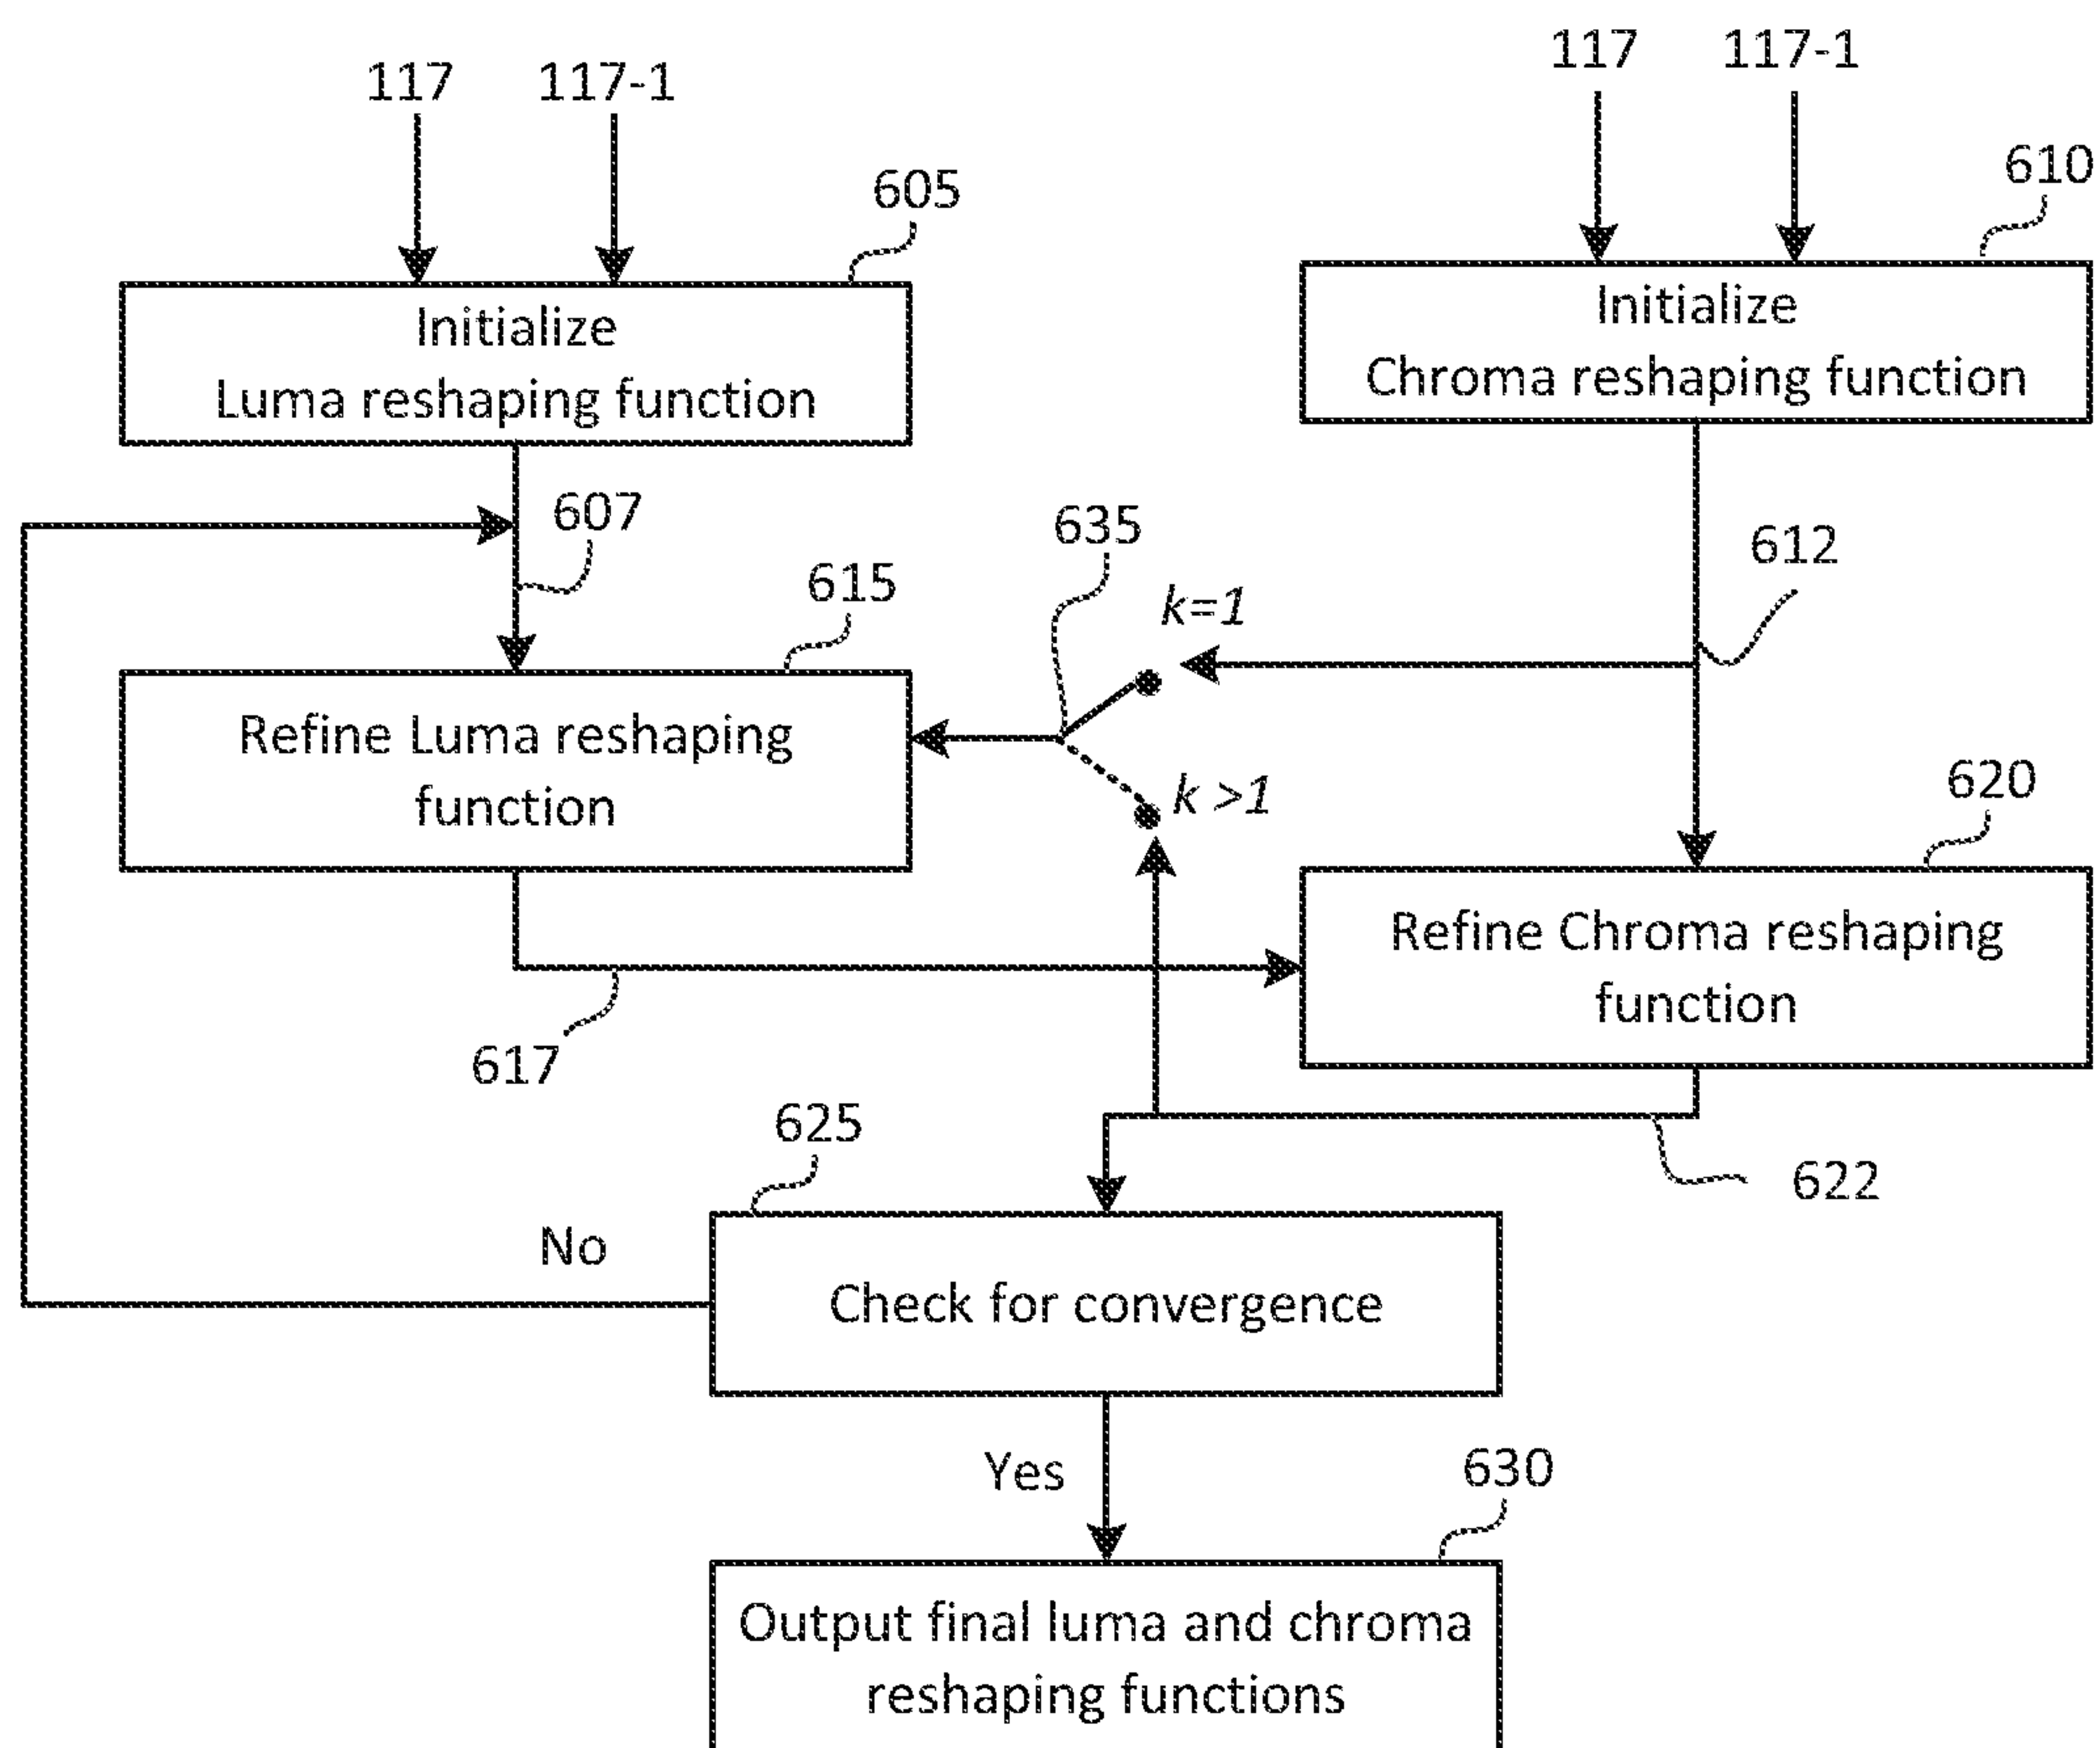 117 117-1
117 117-1
605
610
Initialize
Luma reshaping function
Initialize
Chroma reshaping function
607
635
612
615
k=1
Refine Luma reshaping
function
k >1
620
Refine Chroma reshaping
function
617
625
622
No
Check for convergence
Yes
630
Output final luma and chroma
reshaping functions